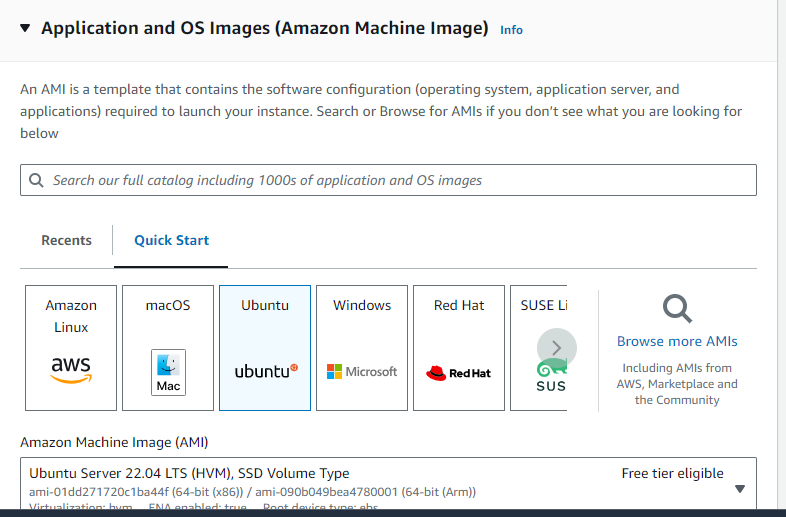 Application and OS Images (Amazon Machine Image) Info
An AMI is a template that contains the software configuration (operating system, application server, and
applications) required to launch your instance. Search or Browse for AMIs if you don't see what you are looking for
below
Search our full catalog including 1000s of application and OS images
Recents
Quick Start
Amazon
Linux
aws
macOS
Mac
Ubuntu
ubuntu
Windows
Microsoft
Red Hat
Red Hat
SUSE Li
SUS
Browse more AMIs
Including AMIs from
AWS, Marketplace and
the Community
Amazon Machine Image (AMI)
Ubuntu Server 22.04 LTS (HVM), SSD Volume Type
Free tier eligible
ami-01dd271720c1ba44f (64-bit (x86)) / ami-090b049bea4780001 (64-bit (Arm))
Virtualization: hvm ENA enabled: true Root device type: ebs